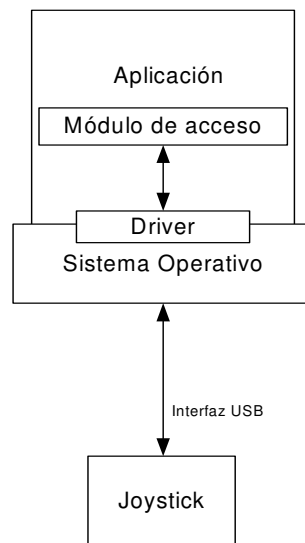 Aplicación
Módulo de acceso
Driver
Sistema Operativo
Interfaz USB
Joystick